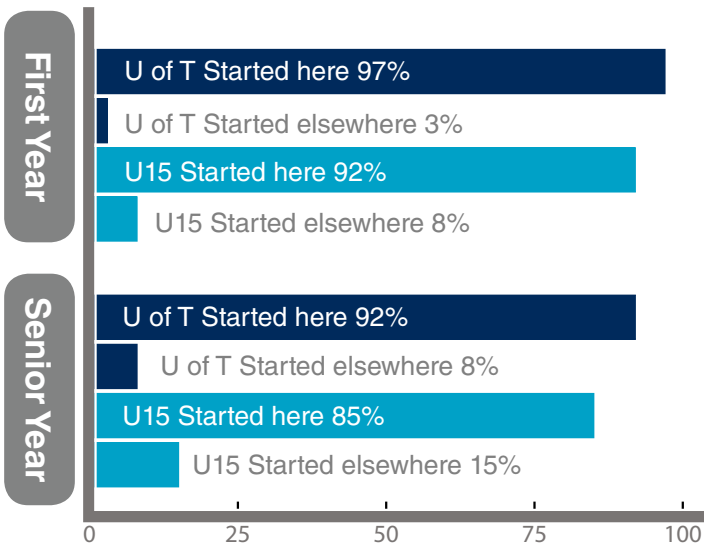 First Year
U of T Started here 97%
U of T Started elsewhere 3%
U15 Started here 92%
U15 Started elsewhere 8%
Senior Year
U of T Started here 92%
U of T Started elsewhere 8%
U15 Started here 85%
U15 Started elsewhere 15%
0 25 50 75 100